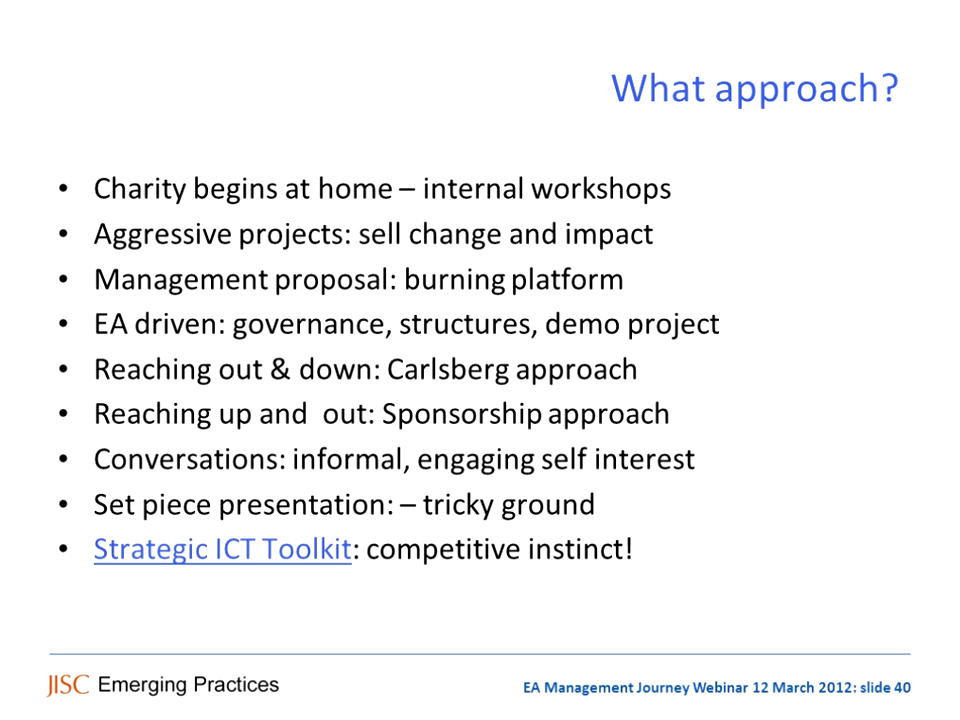 What approach?
• Charity begins at home – internal workshops
• Aggressive projects: sell change and impact
• Management proposal: burning platform
• EA driven: governance, structures, demo project
• Reaching out & down: Carlsberg approach
• Reaching up and  out: Sponsorship approach
• Conversations: informal, engaging self interest
• Set piece presentation: – tricky ground
• Strategic ICT Toolkit: competitive instinct!
JISC Emerging Practices
EA Management Journey Webinar 12 March 2012: slide 40